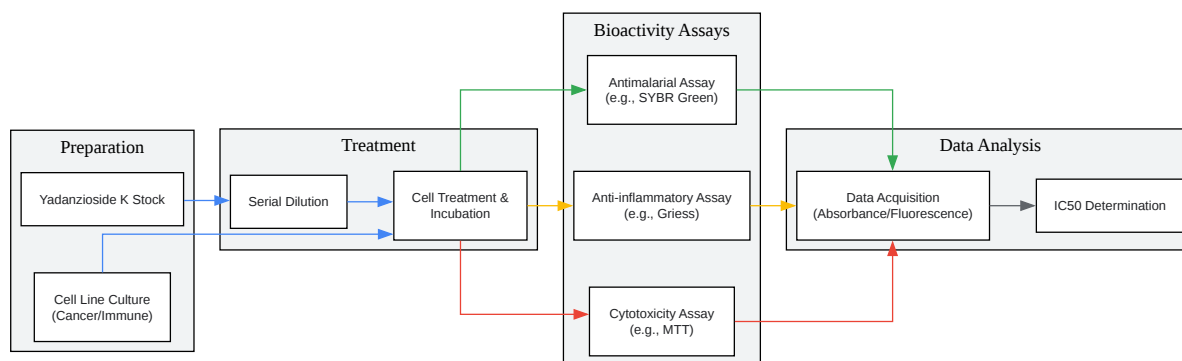 Preparation
Yadanzioside K Stock
Cell Line Culture
(Cancer/Immune)
Treatment
Serial Dilution
Cell Treatment &
Incubation
Bioactivity Assays
Antimalarial Assay
(e.g., SYBR Green)
Anti-inflammatory Assay
(e.g., Griess)
Cytotoxicity Assay
(e.g., MTT)
Data Analysis
Data Acquisition
(Absorbance/Fluorescence)
IC50 Determination